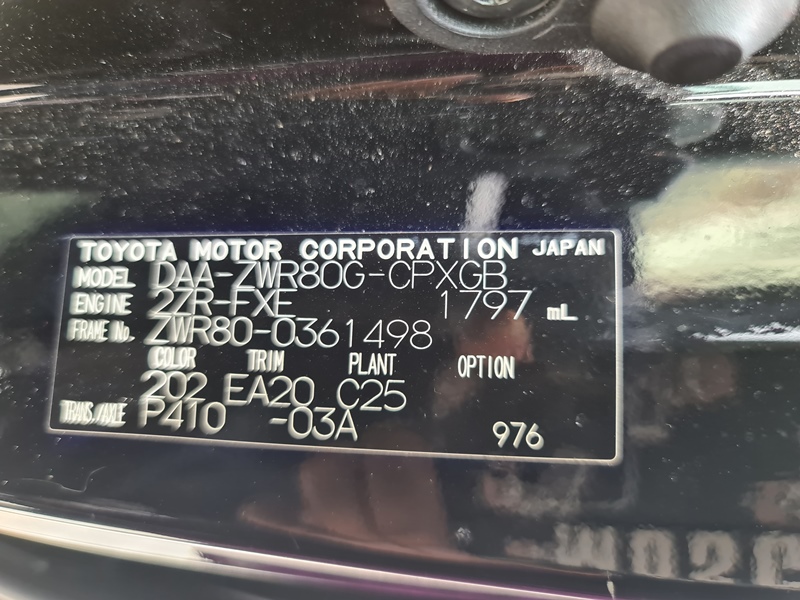 TOYOTA MOTOR CORPORATION JAPAN
MODEL DAA-ZWR80G-CPXGB
ENGINE 2ZR-FXE 1797 mL
FRAME No. ZWR80-0361498
COLOR TRIM PLANT OPTION
202 EA20 C25
TRANS./AXLE P410 -03A 976